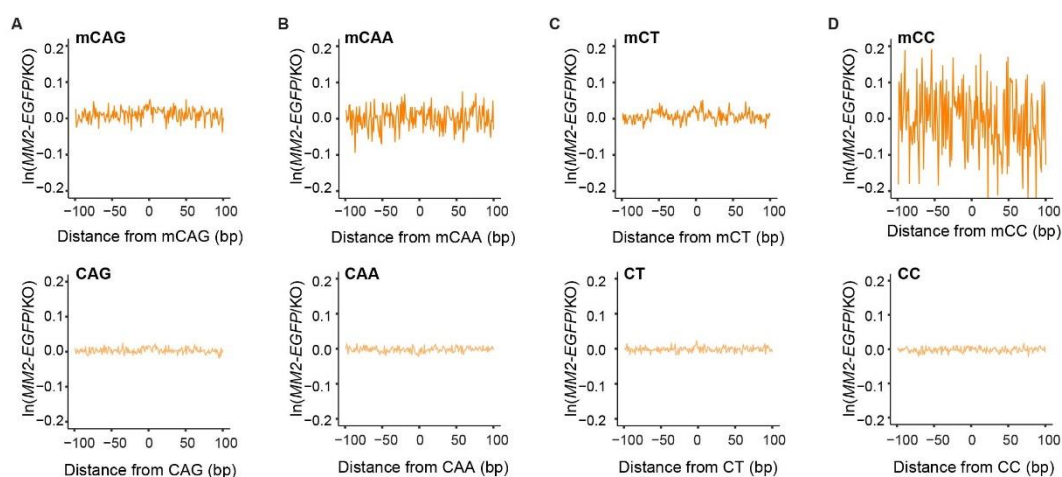 A
mCAG
ln(MM2-EGFP/KO)
0.2
0.1
0.0
−0.1
−0.2
−100 −50 0 50 100
Distance from mCAG (bp)
B
mCAA
ln(MM2-EGFP/KO)
0.2
0.1
0.0
−0.1
−0.2
−100 −50 0 50 100
Distance from mCAA (bp)
C
mCT
ln(MM2-EGFP/KO)
0.2
0.1
0.0
−0.1
−0.2
−100 −50 0 50 100
Distance from mCT (bp)
D
mCC
ln(MM2-EGFP/KO)
0.2
0.1
0.0
−0.1
−0.2
−100 −50 0 50 100
Distance from mCC (bp)
CAG
ln(MM2-EGFP/KO)
0.2
0.1
0.0
−0.1
−0.2
−100 −50 0 50 100
Distance from CAG (bp)
CAA
ln(MM2-EGFP/KO)
0.2
0.1
0.0
−0.1
−0.2
−100 −50 0 50 100
Distance from CAA (bp)
CT
ln(MM2-EGFP/KO)
0.2
0.1
0.0
−0.1
−0.2
−100 −50 0 50 100
Distance from CT (bp)
CC
ln(MM2-EGFP/KO)
0.2
0.1
0.0
−0.1
−0.2
−100 −50 0 50 100
Distance from CC (bp)